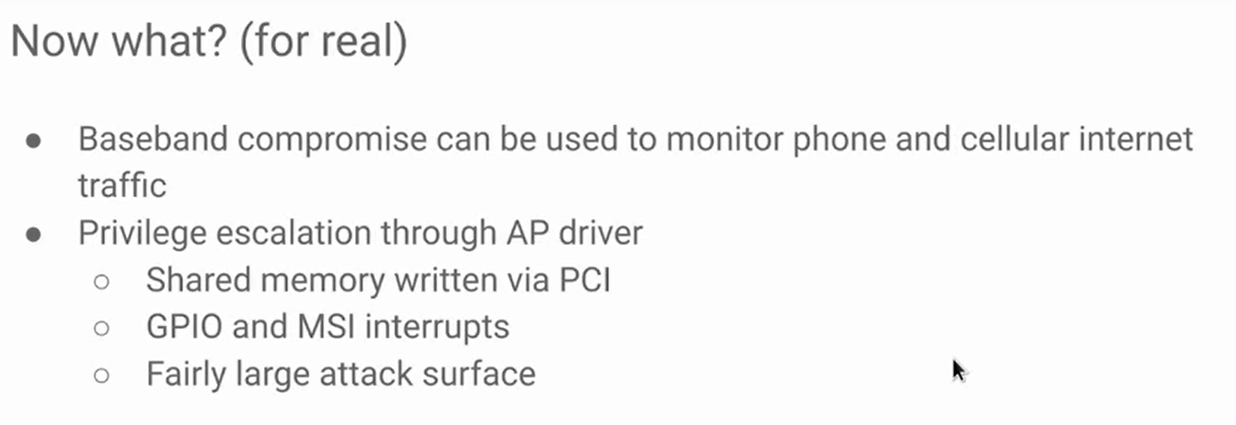 Now what? (for real)
● Baseband compromise can be used to monitor phone and cellular internet
traffic
● Privilege escalation through AP driver
○ Shared memory written via PCI
○ GPIO and MSI interrupts
○ Fairly large attack surface